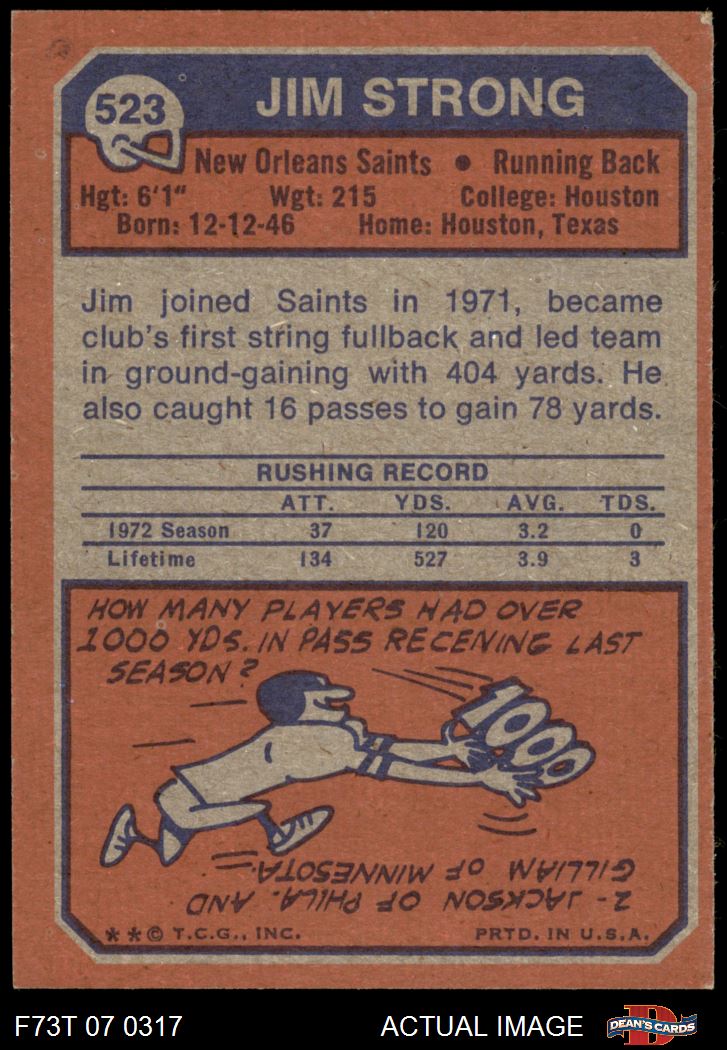 523
JIM STRONG
New Orleans Saints • Running Back
Hgt: 6'1" Wgt: 215 College: Houston
Born: 12-12-46 Home: Houston, Texas
Jim joined Saints in 1971, became
club's first string fullback and led team
in ground-gaining with 404 yards. He
also caught 16 passes to gain 78 yards.
RUSHING RECORD
ATT. YDS. AVG. TDS.
1972 Season 37 120 3.2 0
Lifetime 134 527 3.9 3
HOW MANY PLAYERS HAD OVER
1000 YDS. IN PASS RECEIVING LAST
SEASON?
1000
2- JACKSON OF PHILA. AND
GILLIAM OF MINNESOTA.
* * © T.C.G., INC. PRTD. IN U.S.A.
F73T 07 0317 ACTUAL IMAGE DEAN'S CARDS